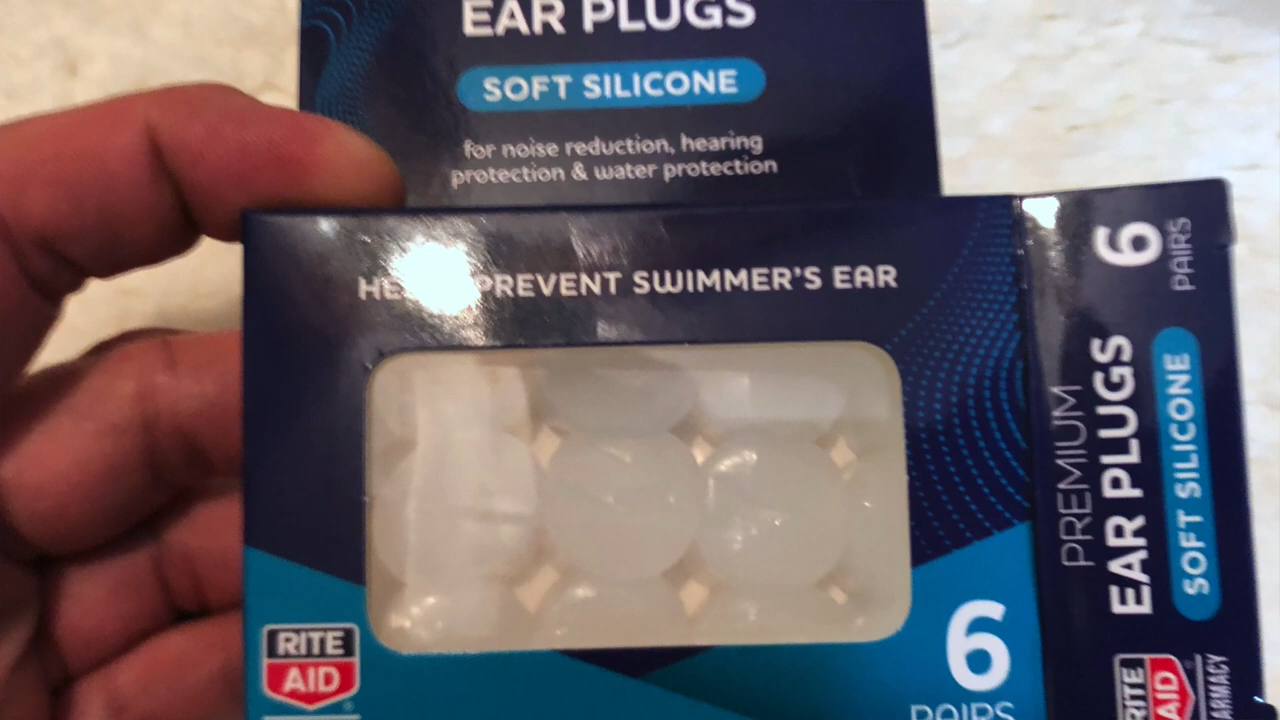 EAR PLUGS
SOFT SILICONE
for noise reduction, hearing
protection & water protection
PREVENT SWIMMER'S EAR
RITE
AID
6
PAIRS
6
PAIRS
PREMIUM
EAR PLUGS
SOFT SILICONE
RITE
AID